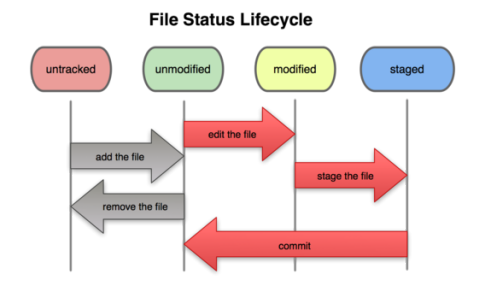 File Status Lifecycle
untracked
unmodified
modified
staged
edit the file
add the file
stage the file
remove the file
commit